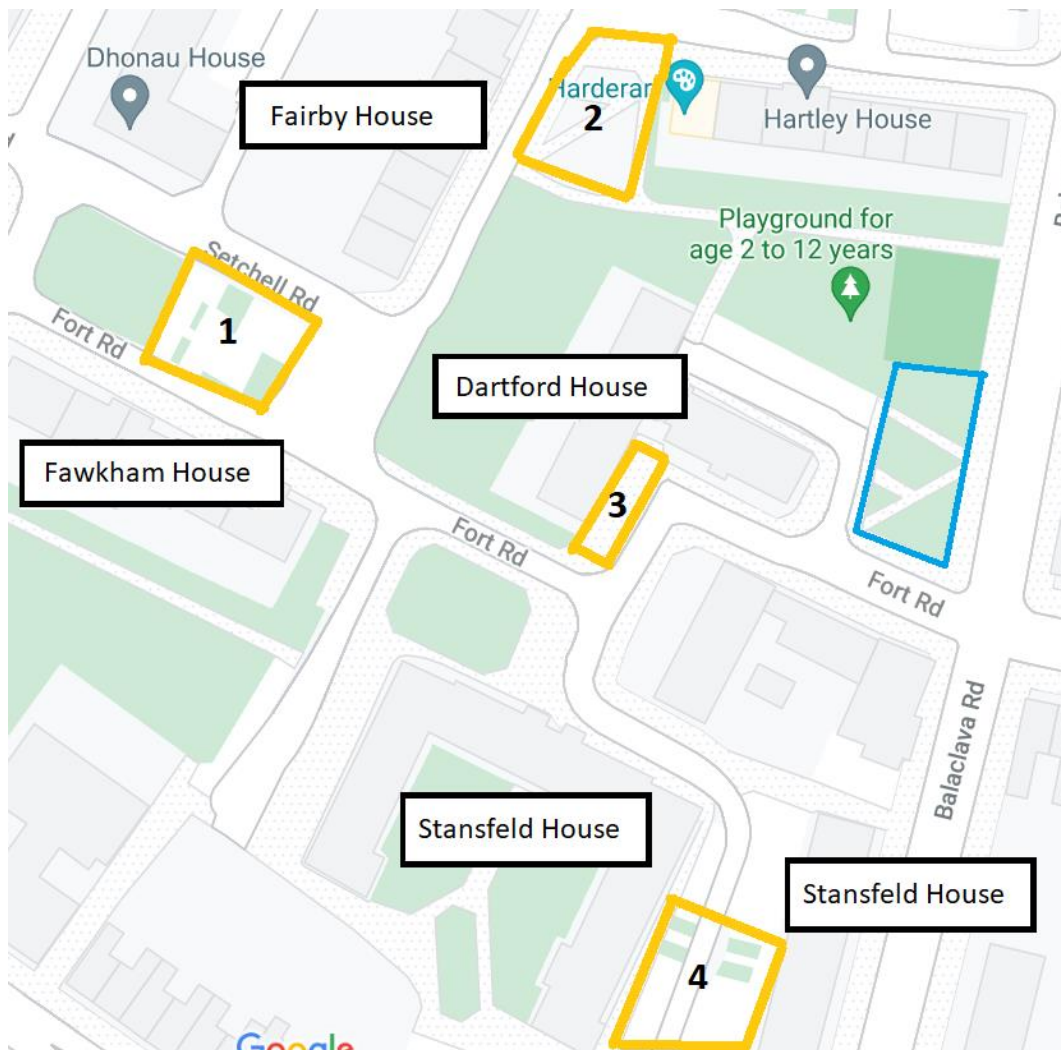 Dhonau House
Fairby House
Harderar
2
Hartley House
Playground for
age 2 to 12 years
Setchell Rd
1
Fort Rd
Dartford House
Fawkham House
3
Fort Rd
Fort Rd
Balaclava Rd
Stansfeld House
Stansfeld House
4
Google